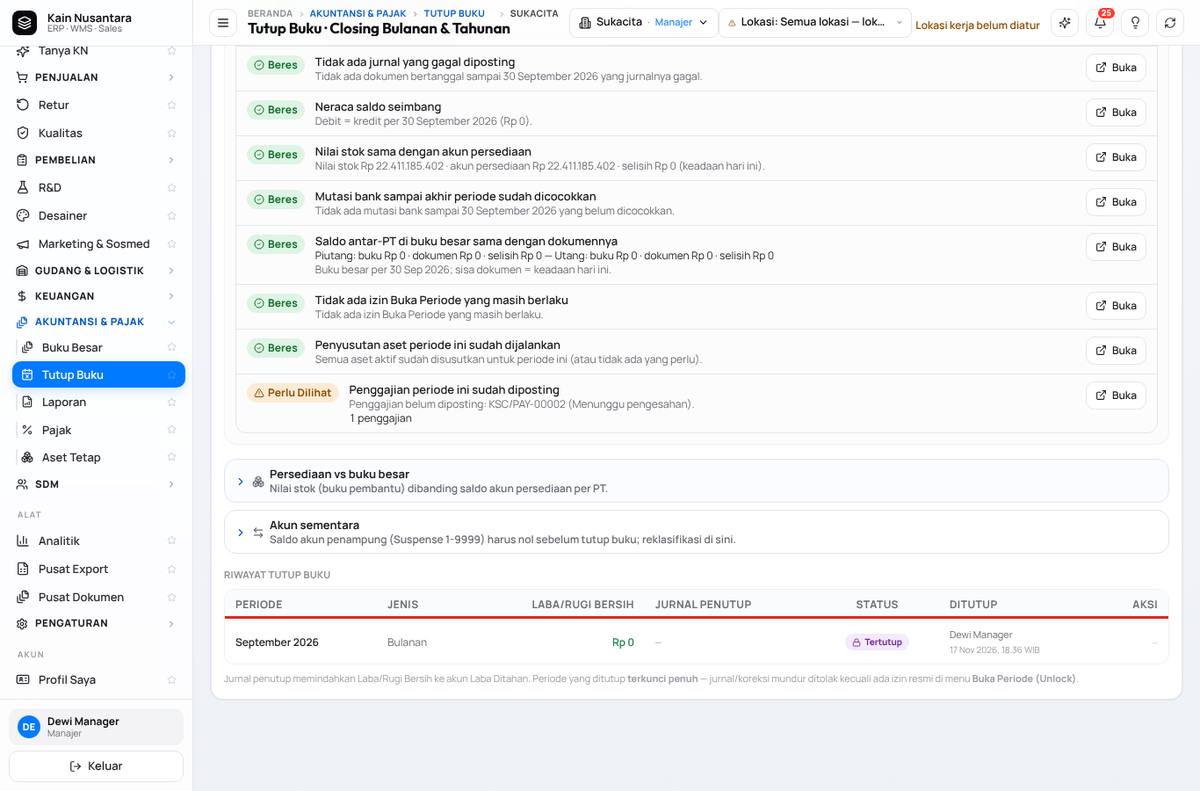 Kain Nusantara
ERP · WMS · Sales
Tanya KN
PENJUALAN
Retur
Kualitas
PEMBELIAN
R&D
Desainer
Marketing & Sosmed
GUDANG & LOGISTIK
KEUANGAN
AKUNTANSI & PAJAK
Buku Besar
Tutup Buku
Laporan
Pajak
Aset Tetap
SDM
ALAT
Analitik
Pusat Export
Pusat Dokumen
PENGATURAN
AKUN
Profil Saya
DE
Dewi Manager
Manajer
Keluar
BERANDA › AKUNTANSI & PAJAK › TUTUP BUKU › SUKACITA
Tutup Buku · Closing Bulanan & Tahunan
Sukacita · Manajer
Lokasi: Semua lokasi — lok...
Lokasi kerja belum diatur
25
Beres
Tidak ada jurnal yang gagal diposting
Tidak ada dokumen bertanggal sampai 30 September 2026 yang jurnalnya gagal.
Buka
Beres
Neraca saldo seimbang
Debit = kredit per 30 September 2026 (Rp 0).
Buka
Beres
Nilai stok sama dengan akun persediaan
Nilai stok Rp 22.411.185.402 · akun persediaan Rp 22.411.185.402 · selisih Rp 0 (keadaan hari ini).
Buka
Beres
Mutasi bank sampai akhir periode sudah dicocokkan
Tidak ada mutasi bank sampai 30 September 2026 yang belum dicocokkan.
Buka
Beres
Saldo antar-PT di buku besar sama dengan dokumennya
Piutang: buku Rp 0 · dokumen Rp 0 · selisih Rp 0 — Utang: buku Rp 0 · dokumen Rp 0 · selisih Rp 0
Buku besar per 30 Sep 2026; sisa dokumen = keadaan hari ini.
Buka
Beres
Tidak ada izin Buka Periode yang masih berlaku
Tidak ada izin Buka Periode yang masih berlaku.
Buka
Beres
Penyusutan aset periode ini sudah dijalankan
Semua aset aktif sudah disusutkan untuk periode ini (atau tidak ada yang perlu).
Buka
Perlu Dilihat
Penggajian periode ini sudah diposting
Penggajian belum diposting: KSC/PAY-00002 (Menunggu pengesahan).
1 penggajian
Buka
Persediaan vs buku besar
Nilai stok (buku pembantu) dibanding saldo akun persediaan per PT.
Akun sementara
Saldo akun penampung (Suspense 1-9999) harus nol sebelum tutup buku; reklasifikasi di sini.
RIWAYAT TUTUP BUKU
PERIODE JENIS LABA/RUGI BERSIH JURNAL PENUTUP STATUS DITUTUP AKSI
September 2026 Bulanan Rp 0 — Tertutup Dewi Manager —
17 Nov 2026, 18.36 WIB
Jurnal penutup memindahkan Laba/Rugi Bersih ke akun Laba Ditahan. Periode yang ditutup terkunci penuh — jurnal/koreksi mundur ditolak kecuali ada izin resmi di menu Buka Periode (Unlock).